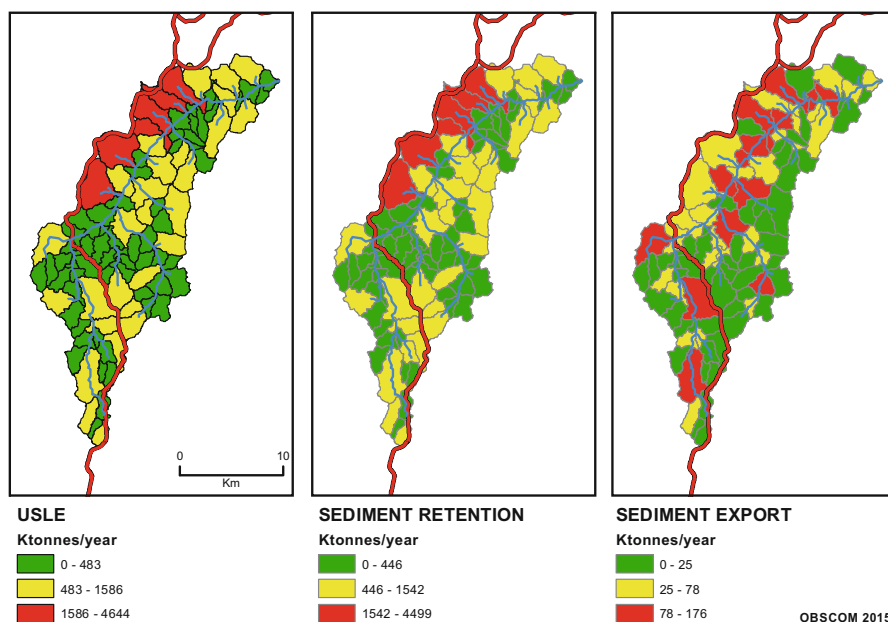 0 10
Km
USLE
Ktonnes/year
0 - 483
483 - 1586
1586 - 4644
SEDIMENT RETENTION
Ktonnes/year
0 - 446
446 - 1542
1542 - 4499
SEDIMENT EXPORT
Ktonnes/year
0 - 25
25 - 78
78 - 176
OBSCOM 2015